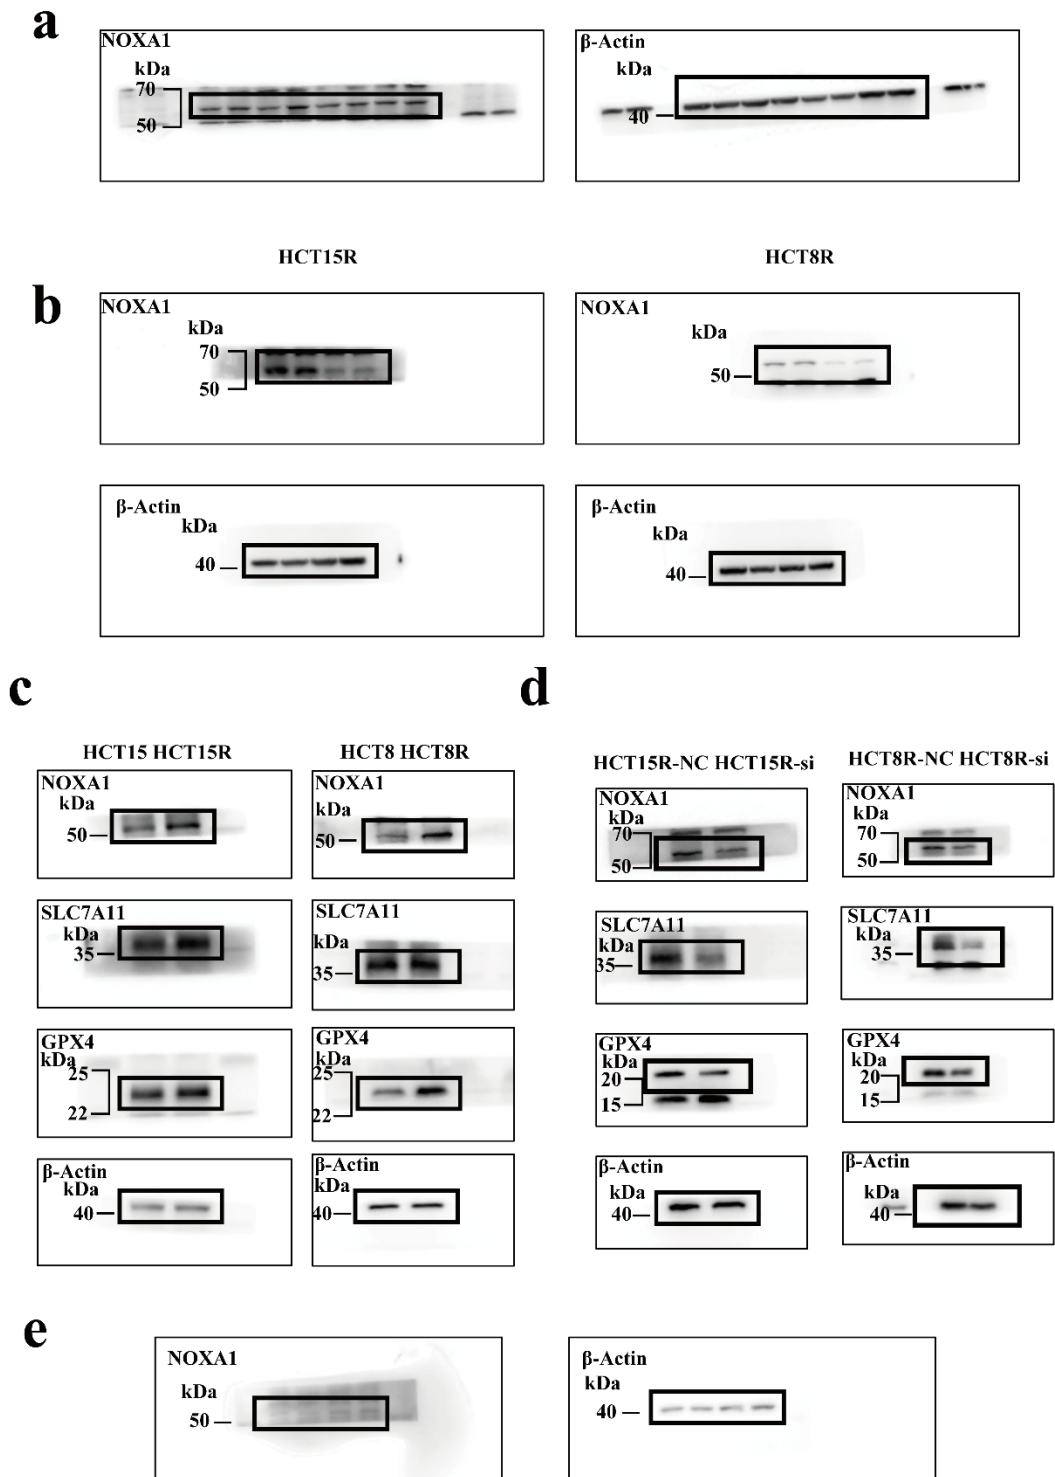 a
NOXA1
kDa
70
50
β-Actin
kDa
40
HCT15R
HCT8R
b
NOXA1
kDa
70
50
NOXA1
kDa
50
β-Actin
kDa
40
β-Actin
kDa
40
c
HCT15 HCT15R
HCT8 HCT8R
NOXA1
kDa
50
NOXA1
kDa
50
SLC7A11
kDa
35
SLC7A11
kDa
35
GPX4
kDa
25
22
GPX4
kDa
25
22
β-Actin
kDa
40
β-Actin
kDa
40
d
HCT15R-NC HCT15R-si
HCT8R-NC HCT8R-si
NOXA1
kDa
70
50
NOXA1
kDa
70
50
SLC7A11
kDa
35
SLC7A11
kDa
35
GPX4
kDa
20
15
GPX4
kDa
20
15
β-Actin
kDa
40
β-Actin
kDa
40
e
NOXA1
kDa
50
β-Actin
kDa
40